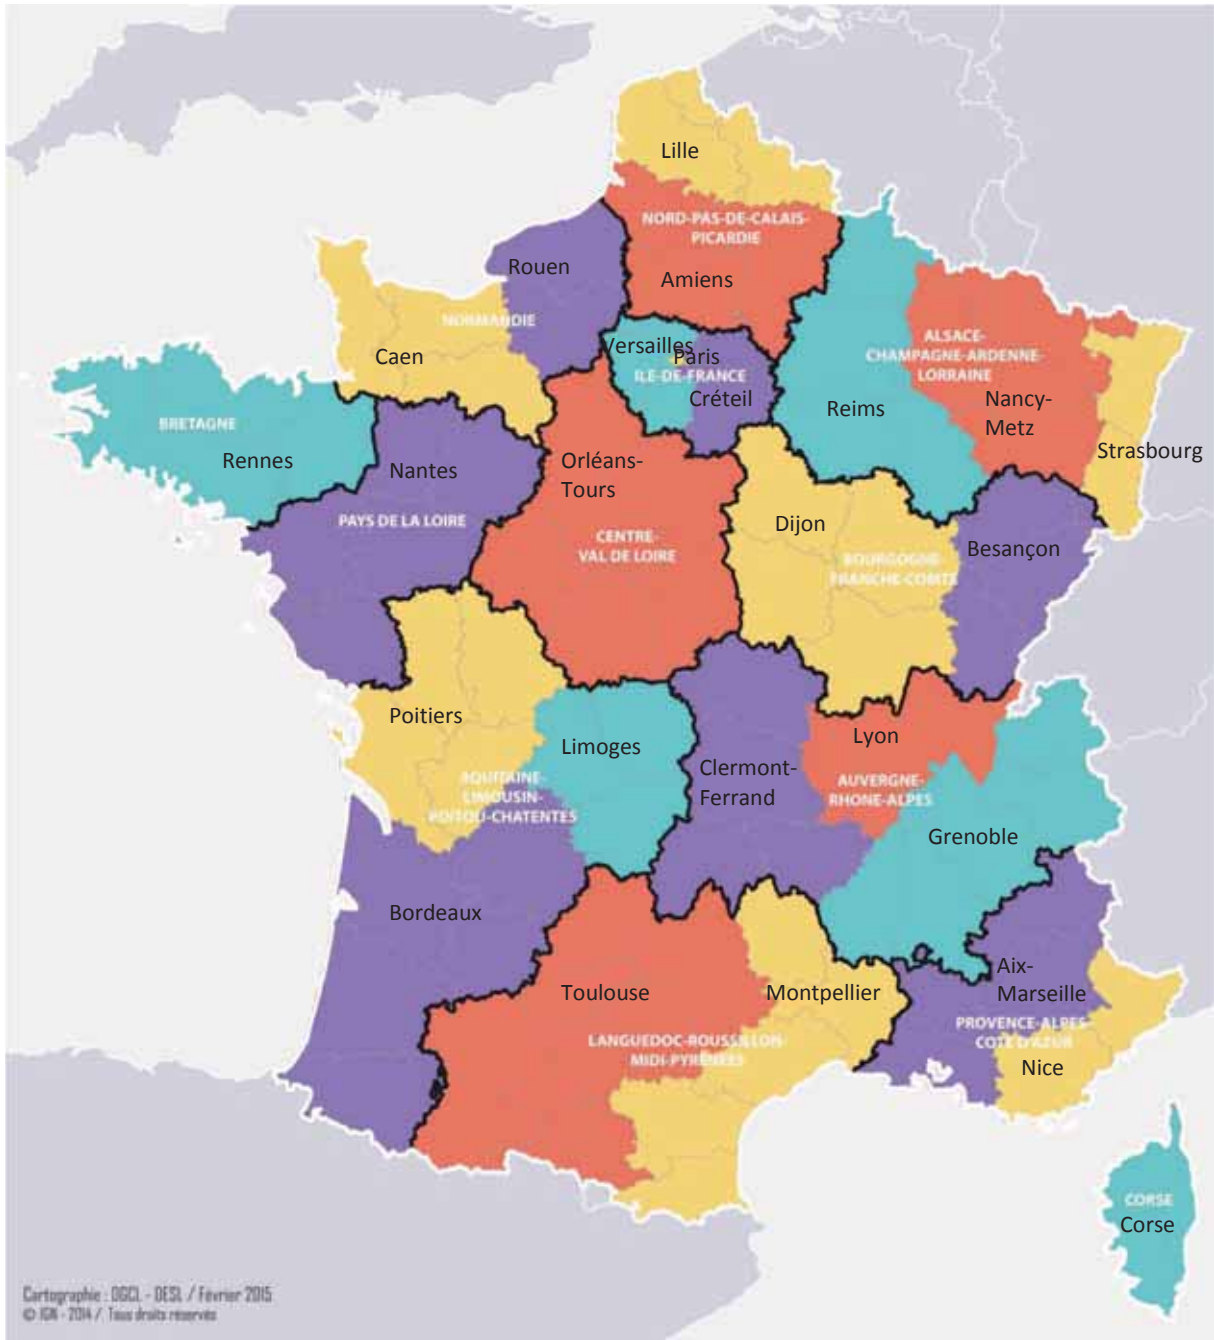 Lille
NORD-PAS-DE-CALAIS-
PICARDIE
Amiens
Rouen
NORMANDIE
Caen
Versailles
Paris
ILE-DE-FRANCE
Créteil
ALSACE-
CHAMPAGNE-ARDENNE-
LORRAINE
Reims
Nancy-
Metz
Strasbourg
BRETAGNE
Rennes
Nantes
PAYS DE LA LOIRE
Orléans-
Tours
CENTRE-
VAL DE LOIRE
Dijon
BOURGOGNE-
FRANCHE-COMTE
Besançon
Poitiers
Limoges
AQUITAINE-
LIMOUSIN-
POITOU-CHATENTES
Clermont-
Ferrand
Lyon
AUVERGNE-
RHONE-ALPES
Grenoble
Bordeaux
Toulouse
Montpellier
LANGUEDOC-ROUSSILLON-
MIDI-PYRENEES
Aix-
Marseille
PROVENCE-ALPES-
COTE D'AZUR
Nice
CORSE
Corse
Cartographie : DGCL - DESL / Février 2015
© IGN - 2014 / Tous droits réservés